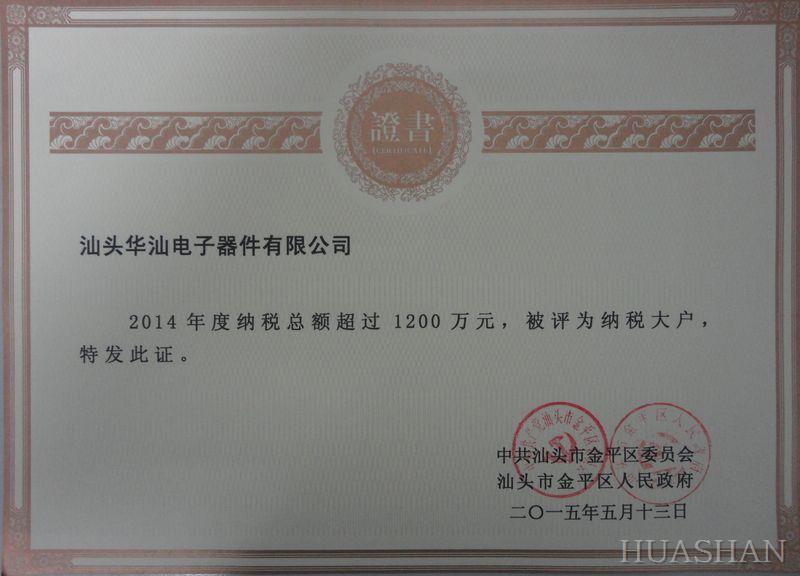 證書
[CERTIFICATE]
汕头华汕电子器件有限公司
2014年度纳税总额超过1200万元，被评为纳税大户，
特发此证。
中共汕头市金平区委员会
汕头市金平区人民政府
二〇一五年五月十三日
HUASHAN